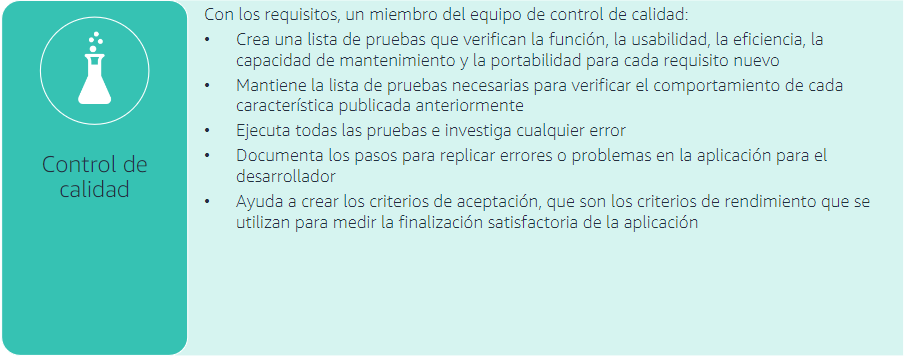 Control de
calidad
Con los requisitos, un miembro del equipo de control de calidad:
• Crea una lista de pruebas que verifican la función, la usabilidad, la eficiencia, la
capacidad de mantenimiento y la portabilidad para cada requisito nuevo
• Mantiene la lista de pruebas necesarias para verificar el comportamiento de cada
característica publicada anteriormente
• Ejecuta todas las pruebas e investiga cualquier error
• Documenta los pasos para replicar errores o problemas en la aplicación para el
desarrollador
• Ayuda a crear los criterios de aceptación, que son los criterios de rendimiento que se
utilizan para medir la finalización satisfactoria de la aplicación